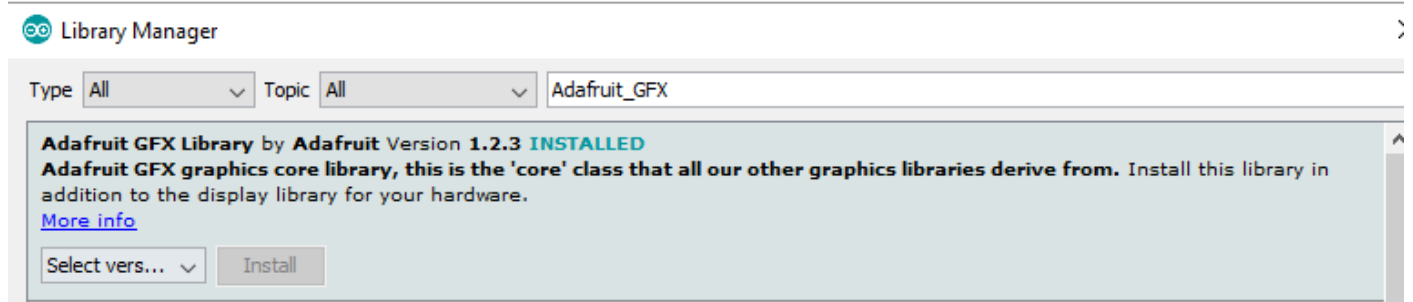 Library Manager
Type All Topic All Adafruit_GFX
Adafruit GFX Library by Adafruit Version 1.2.3 INSTALLED
Adafruit GFX graphics core library, this is the 'core' class that all our other graphics libraries derive from. Install this library in
addition to the display library for your hardware.
More info
Select vers... Install